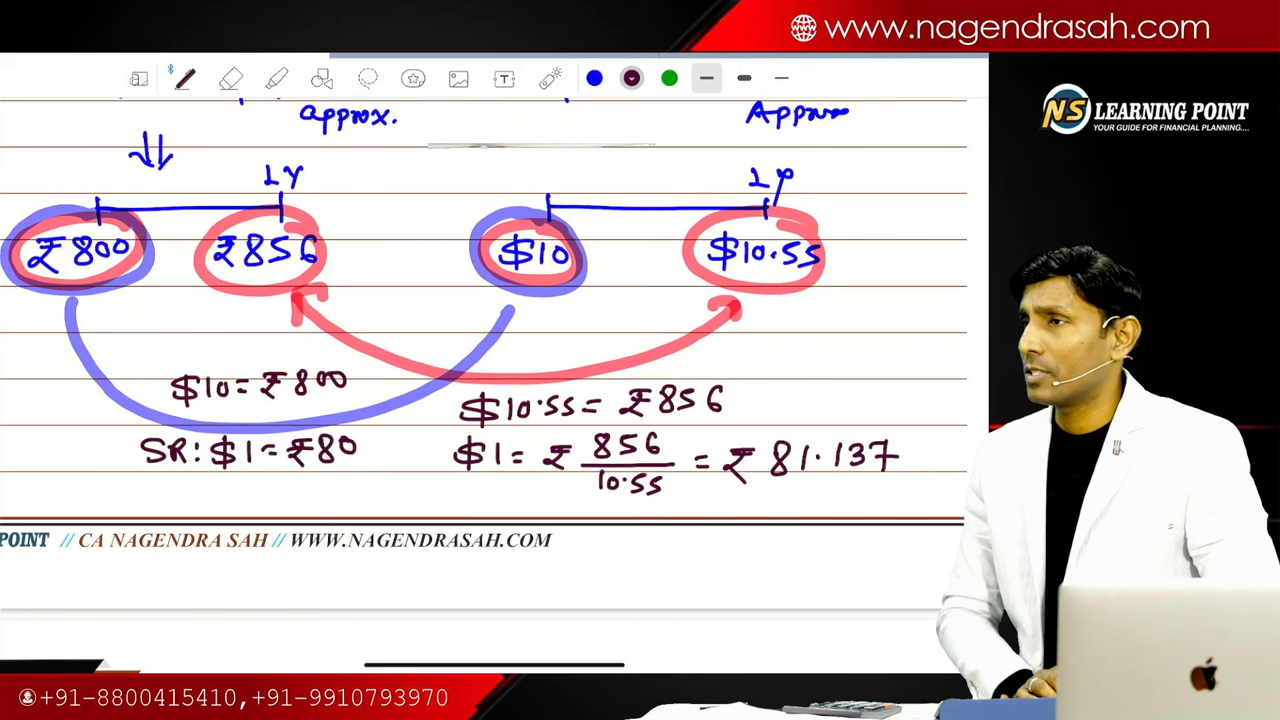 www.nagendrasah.com
NS LEARNING POINT
YOUR GUIDE FOR FINANCIAL PLANNING....
approx.
Approx
1Y
1Y
₹800 ₹856 $10 $10.55
$10 = ₹800
SR: $1 = ₹80
$10.55 = ₹856
$1 = ₹ 856/10.55 = ₹ 81.137
POINT // CA NAGENDRA SAH // WWW.NAGENDRASAH.COM
+91-8800415410,+91-9910793970